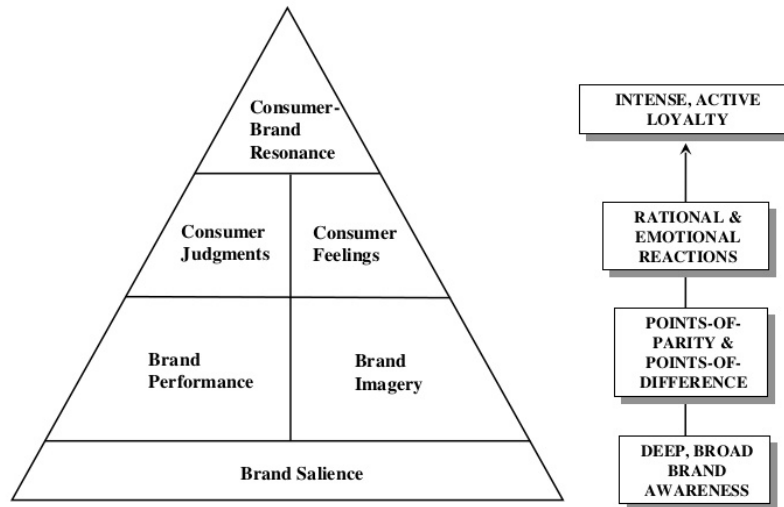 Consumer-
Brand
Resonance
Consumer
Judgments
Consumer
Feelings
Brand
Performance
Brand
Imagery
Brand Salience
INTENSE, ACTIVE
LOYALTY
RATIONAL &
EMOTIONAL
REACTIONS
POINTS-OF-
PARITY &
POINTS-OF-
DIFFERENCE
DEEP, BROAD
BRAND
AWARENESS